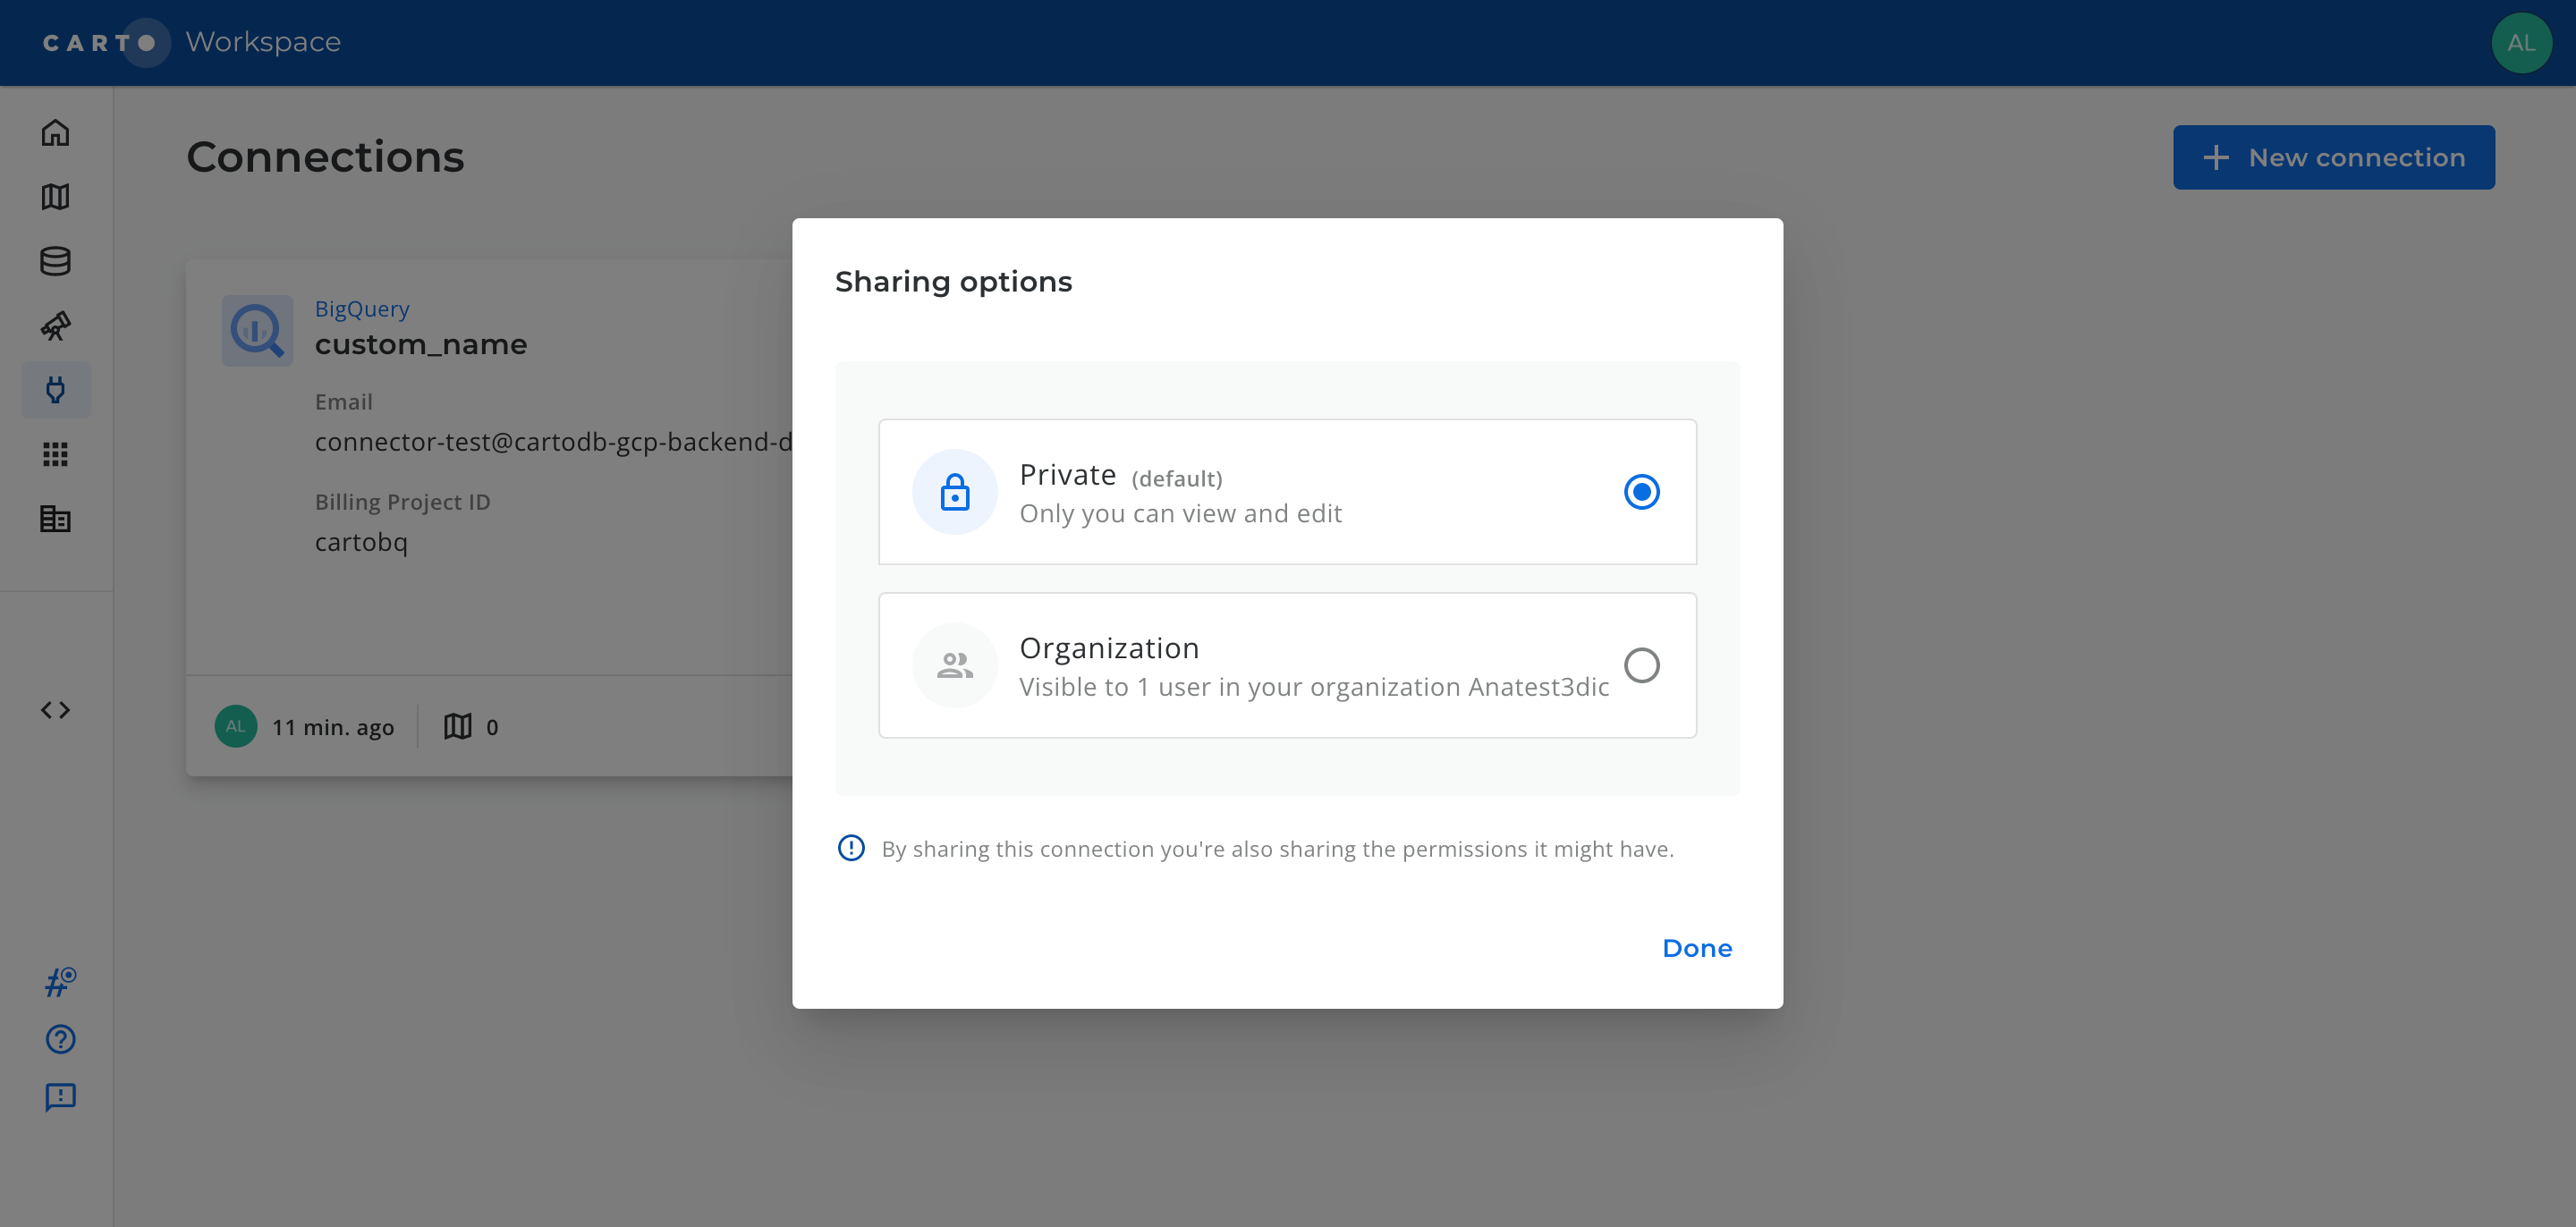 CARTO Workspace
AL
Connections
New connection
BigQuery
custom_name
Email
connector-test@cartodb-gcp-backend-d
Billing Project ID
cartobq
AL 11 min. ago 0
Sharing options
Private (default)
Only you can view and edit
Organization
Visible to 1 user in your organization Anatest3dic
By sharing this connection you're also sharing the permissions it might have.
Done